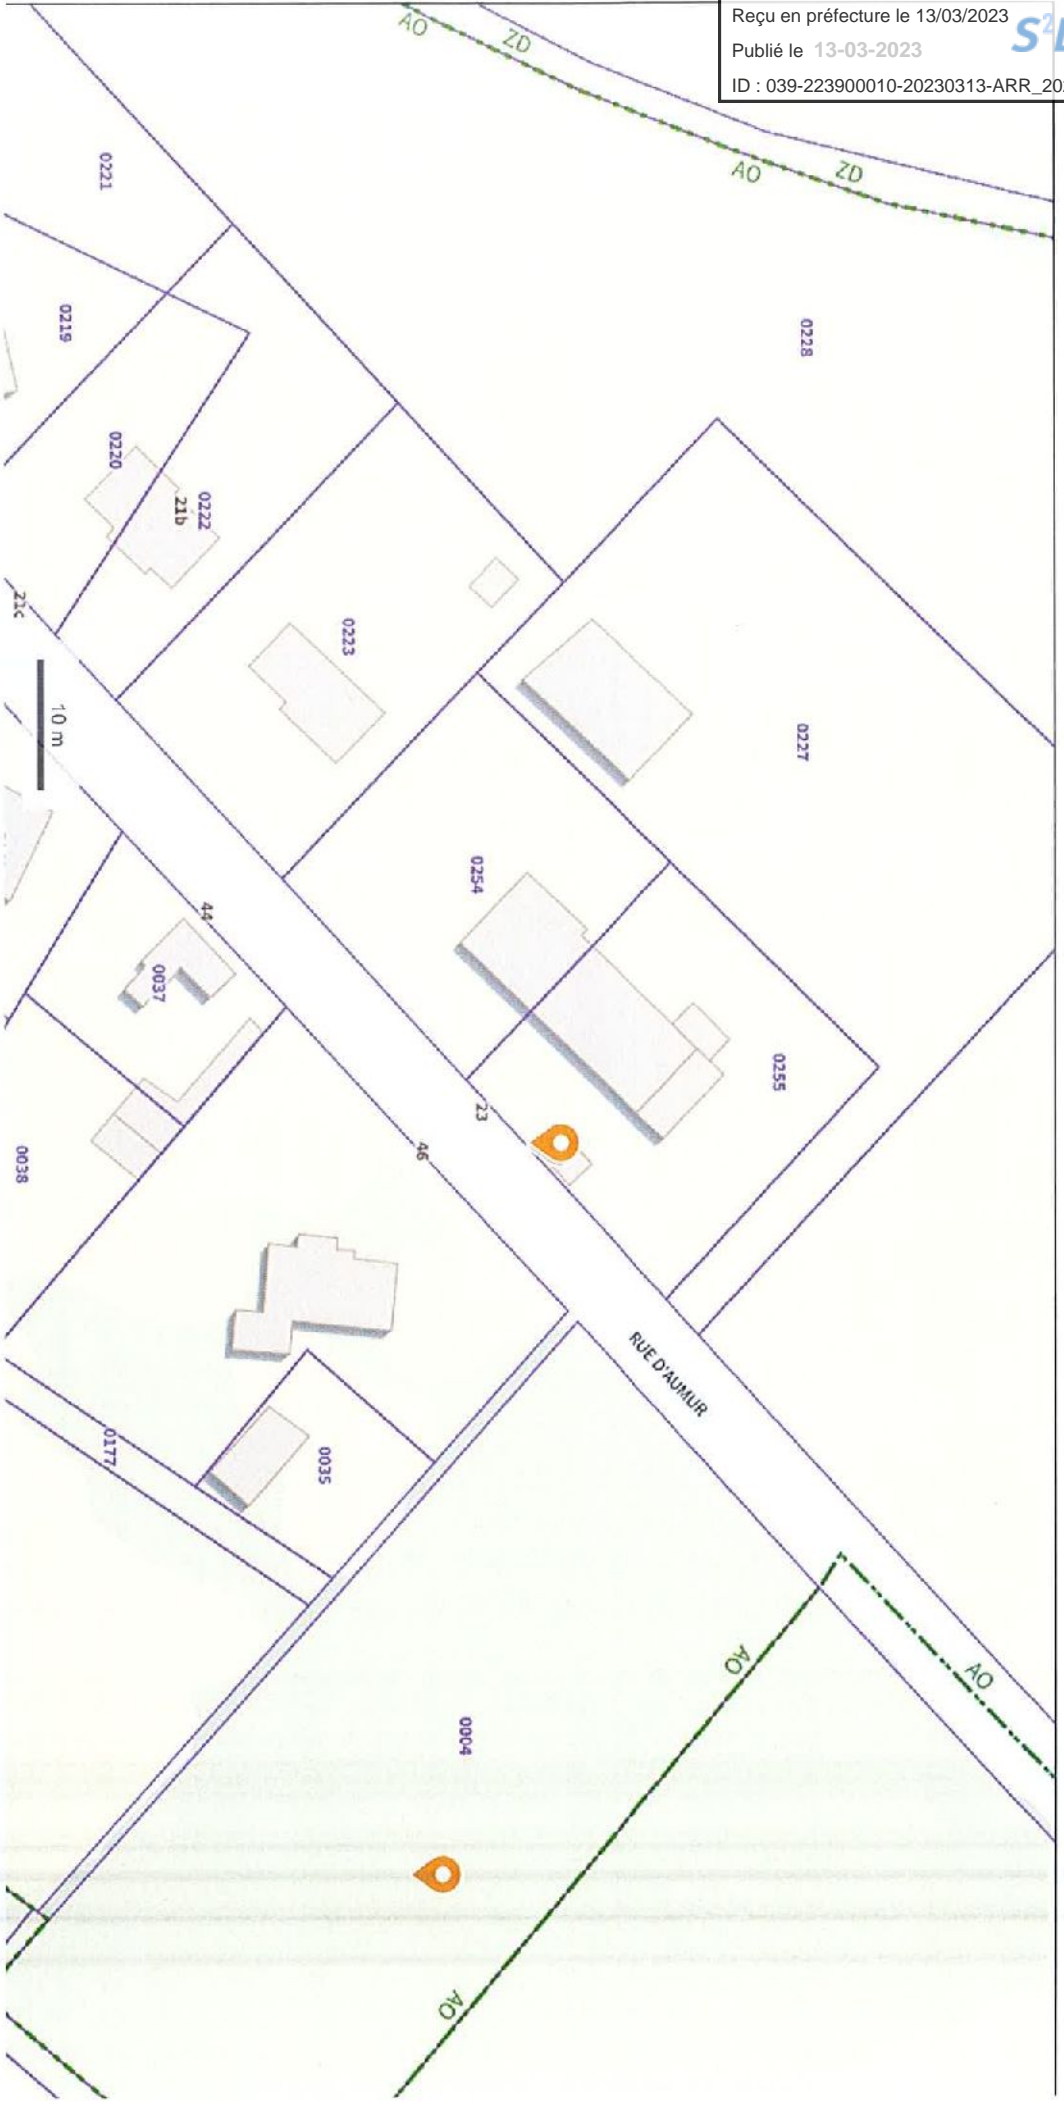 Reçu en préfecture le 13/03/2023
Publié le 13-03-2023
ID : 039-223900010-20230313-ARR_20
AO
ZD
AO
ZD
0221
0228
0219
0220
0222
21b
21c
0223
0227
10 m
0254
44
0037
0255
23
46
0038
RUE D'AUMUR
0177
0035
AO
AO
0004
AO